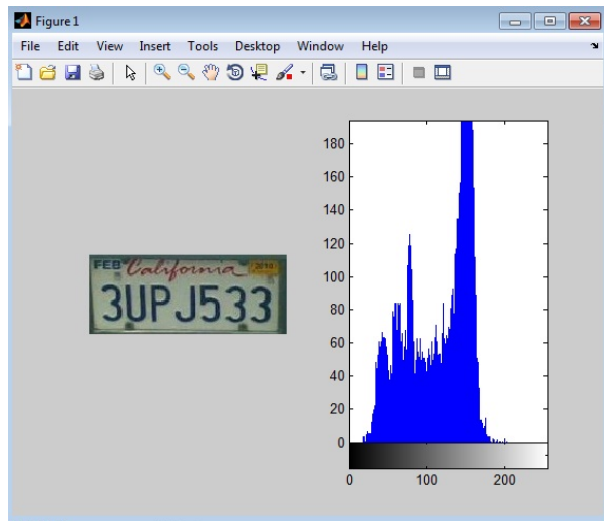 Figure 1
File Edit View Insert Tools Desktop Window Help
FEB California 2010
3UPJ533
180
160
140
120
100
80
60
40
20
0
0 100 200